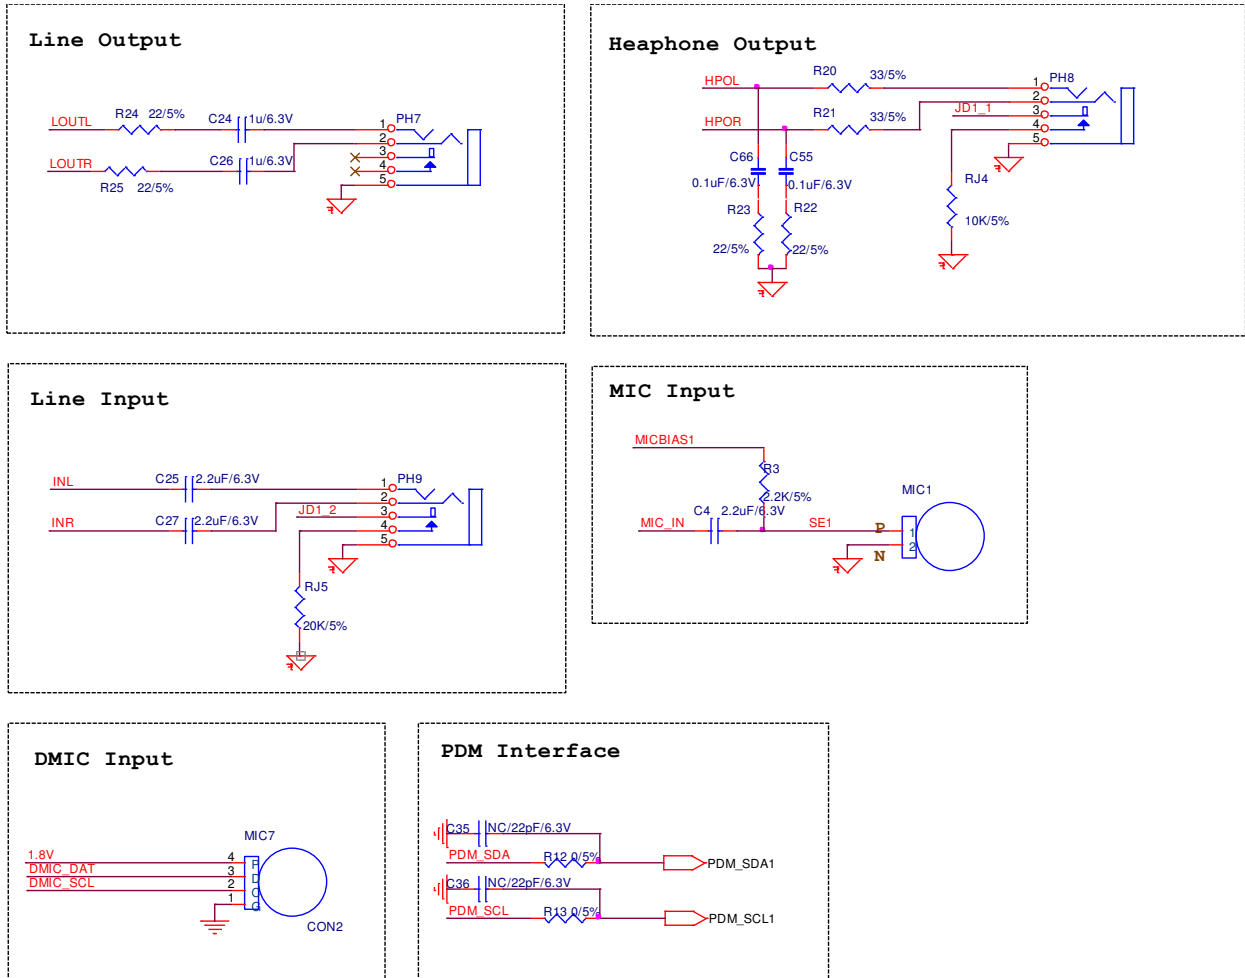 Line Output
LOUTL
R24 22/5%
C24 1u/6.3V
LOUTR
R25 22/5%
C26 1u/6.3V
1
2
3
4
5
PH7
Heaphone Output
HPOL
R20 33/5%
HPOR
R21 33/5%
C66
0.1uF/6.3V
C55
0.1uF/6.3V
R23
22/5%
R22
22/5%
JD1_1
1
2
3
4
5
PH8
RJ4
10K/5%
Line Input
INL
C25 2.2uF/6.3V
INR
C27 2.2uF/6.3V
JD1_2
1
2
3
4
5
PH9
RJ5
20K/5%
MIC Input
MICBIAS1
R3
2.2K/5%
MIC_IN
C4 2.2uF/6.3V
SE1
P
N
1
2
MIC1
DMIC Input
MIC7
1.8V
DMIC_DAT
DMIC_SCL
4
3
2
1
P
D
C
G
CON2
PDM Interface
C35 NC/22pF/6.3V
PDM_SDA
R12 0/5%
PDM_SDA1
C36 NC/22pF/6.3V
PDM_SCL
R13 0/5%
PDM_SCL1